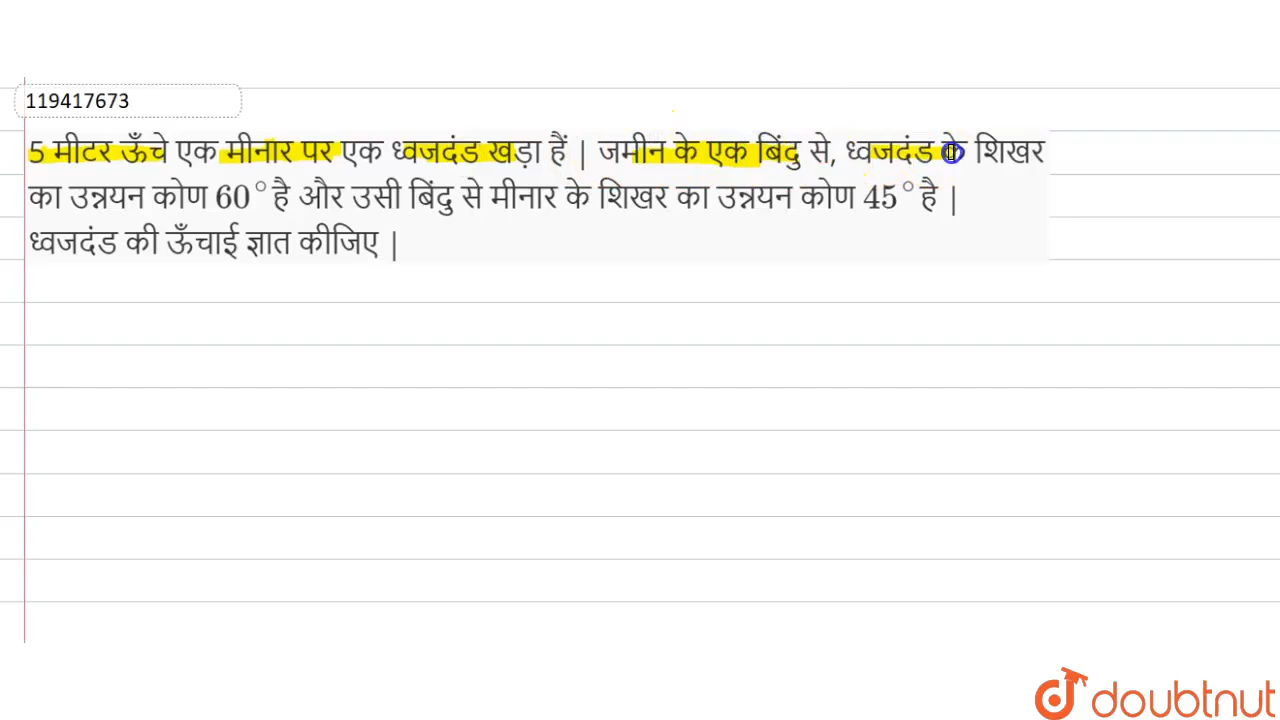 119417673
5 मीटर ऊँचे एक मीनार पर एक ध्वजदंड खड़ा हैं | जमीन के एक बिंदु से, ध्वजदंड के शिखर
का उन्नयन कोण 60° है और उसी बिंदु से मीनार के शिखर का उन्नयन कोण 45° है |
ध्वजदंड की ऊँचाई ज्ञात कीजिए |
doubtnut